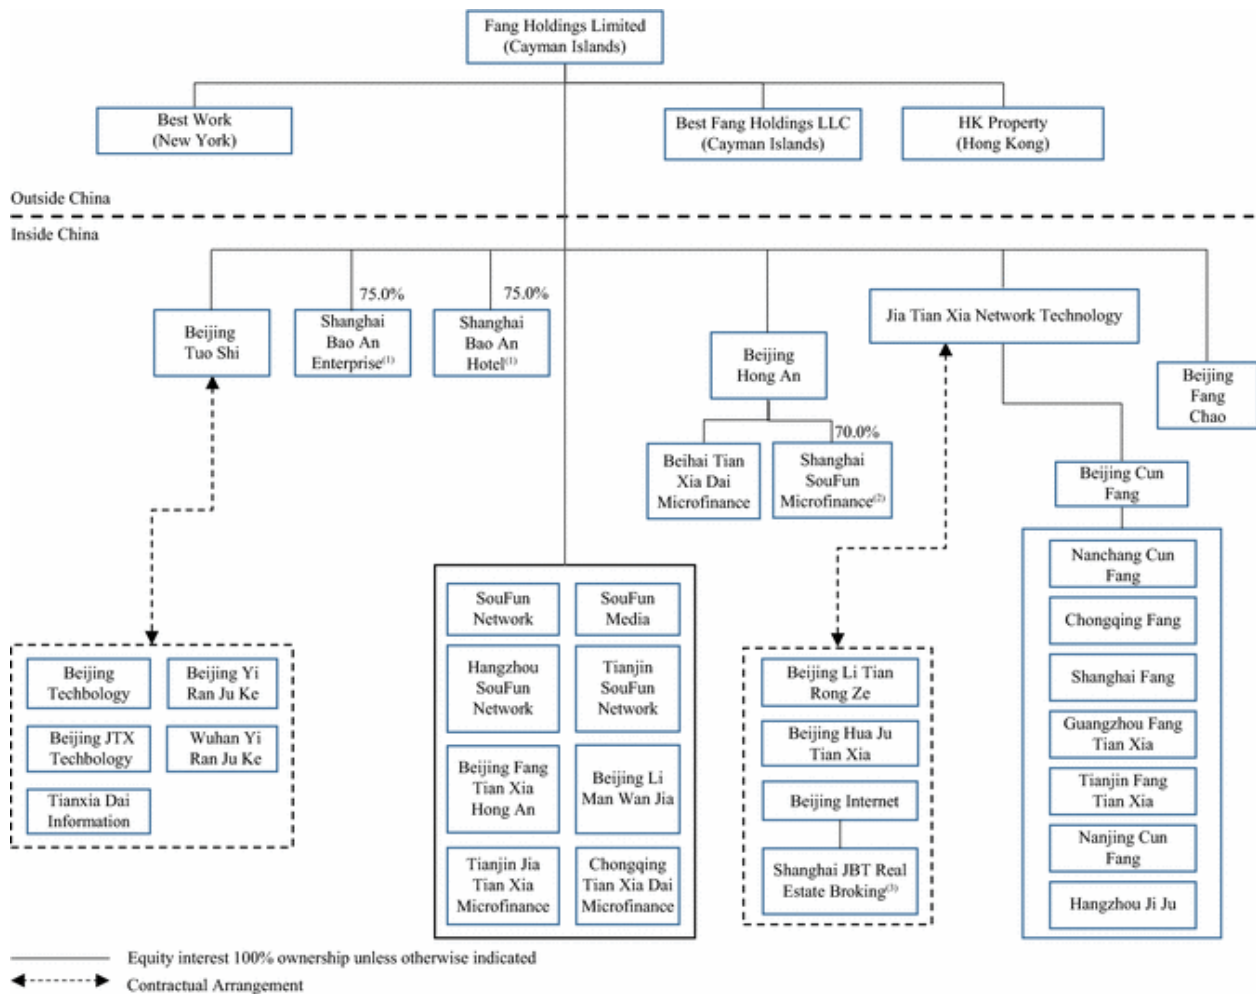 Fang Holdings Limited
(Cayman Islands)
Best Work
(New York)
Best Fang Holdings LLC
(Cayman Islands)
HK Property
(Hong Kong)
Outside China
Inside China
75.0%
75.0%
Beijing
Tuo Shi
Shanghai
Bao An
Enterprise(1)
Shanghai
Bao An
Hotel(1)
Beijing
Hong An
Jia Tian Xia Network Technology
Beijing
Fang
Chao
70.0%
Beihai Tian
Xia Dai
Microfinance
Shanghai
SouFun
Microfinance(2)
Beijing Cun
Fang
Nanchang Cun
Fang
Chongqing Fang
Shanghai Fang
Guangzhou Fang
Tian Xia
Tianjin Fang
Tian Xia
Nanjing Cun
Fang
Hangzhou Ji Ju
SouFun
Network
SouFun
Media
Hangzhou
SouFun
Network
Tianjin
SouFun
Network
Beijing Fang
Tian Xia
Hong An
Beijing Li
Man Wan Jia
Tianjin Jia
Tian Xia
Microfinance
Chongqing
Tian Xia Dai
Microfinance
Beijing
Techbology
Beijing Yi
Ran Ju Ke
Beijing JTX
Techbology
Wuhan Yi
Ran Ju Ke
Tianxia Dai
Information
Beijing Li Tian
Rong Ze
Beijing Hua Ju
Tian Xia
Beijing Internet
Shanghai JBT Real
Estate Broking(3)
Equity interest 100% ownership unless otherwise indicated
Contractual Arrangement